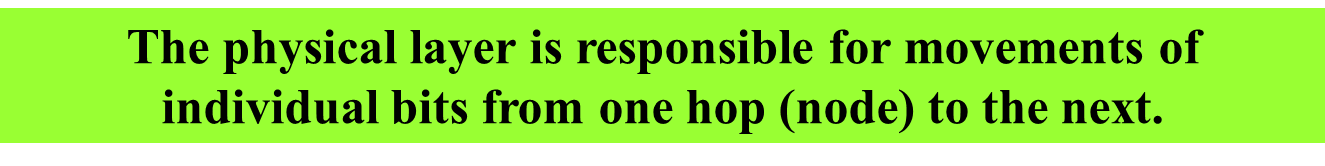 The physical layer is responsible for movements of
individual bits from one hop (node) to the next.